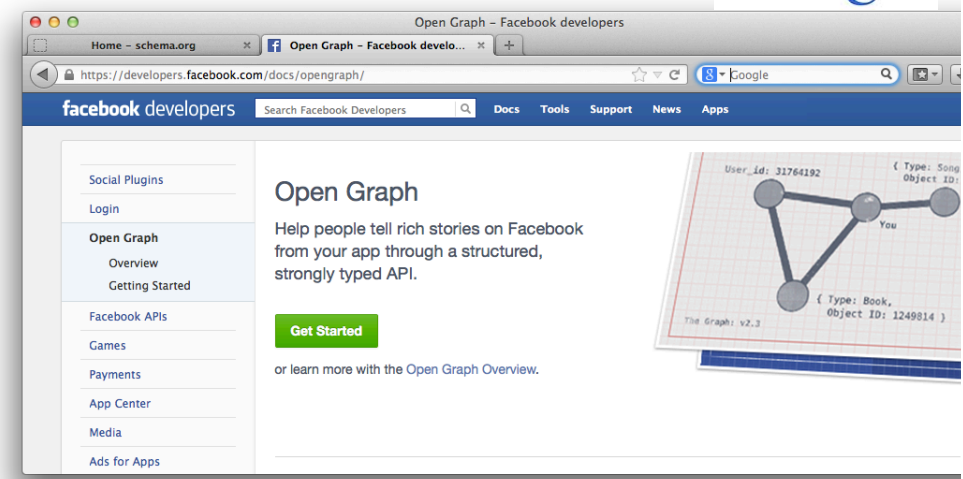 Open Graph – Facebook developers
Home – schema.org
Open Graph – Facebook develo...
https://developers.facebook.com/docs/opengraph/
Google
facebook developers
Search Facebook Developers
Docs
Tools
Support
News
Apps
Social Plugins
Login
Open Graph
Overview
Getting Started
Facebook APIs
Games
Payments
App Center
Media
Ads for Apps
Open Graph
Help people tell rich stories on Facebook
from your app through a structured,
strongly typed API.
Get Started
or learn more with the Open Graph Overview.
User_id: 31764192
{ Type: Song
Object ID:
You
{ Type: Book,
Object ID: 1249814 }
The Graph: v2.3